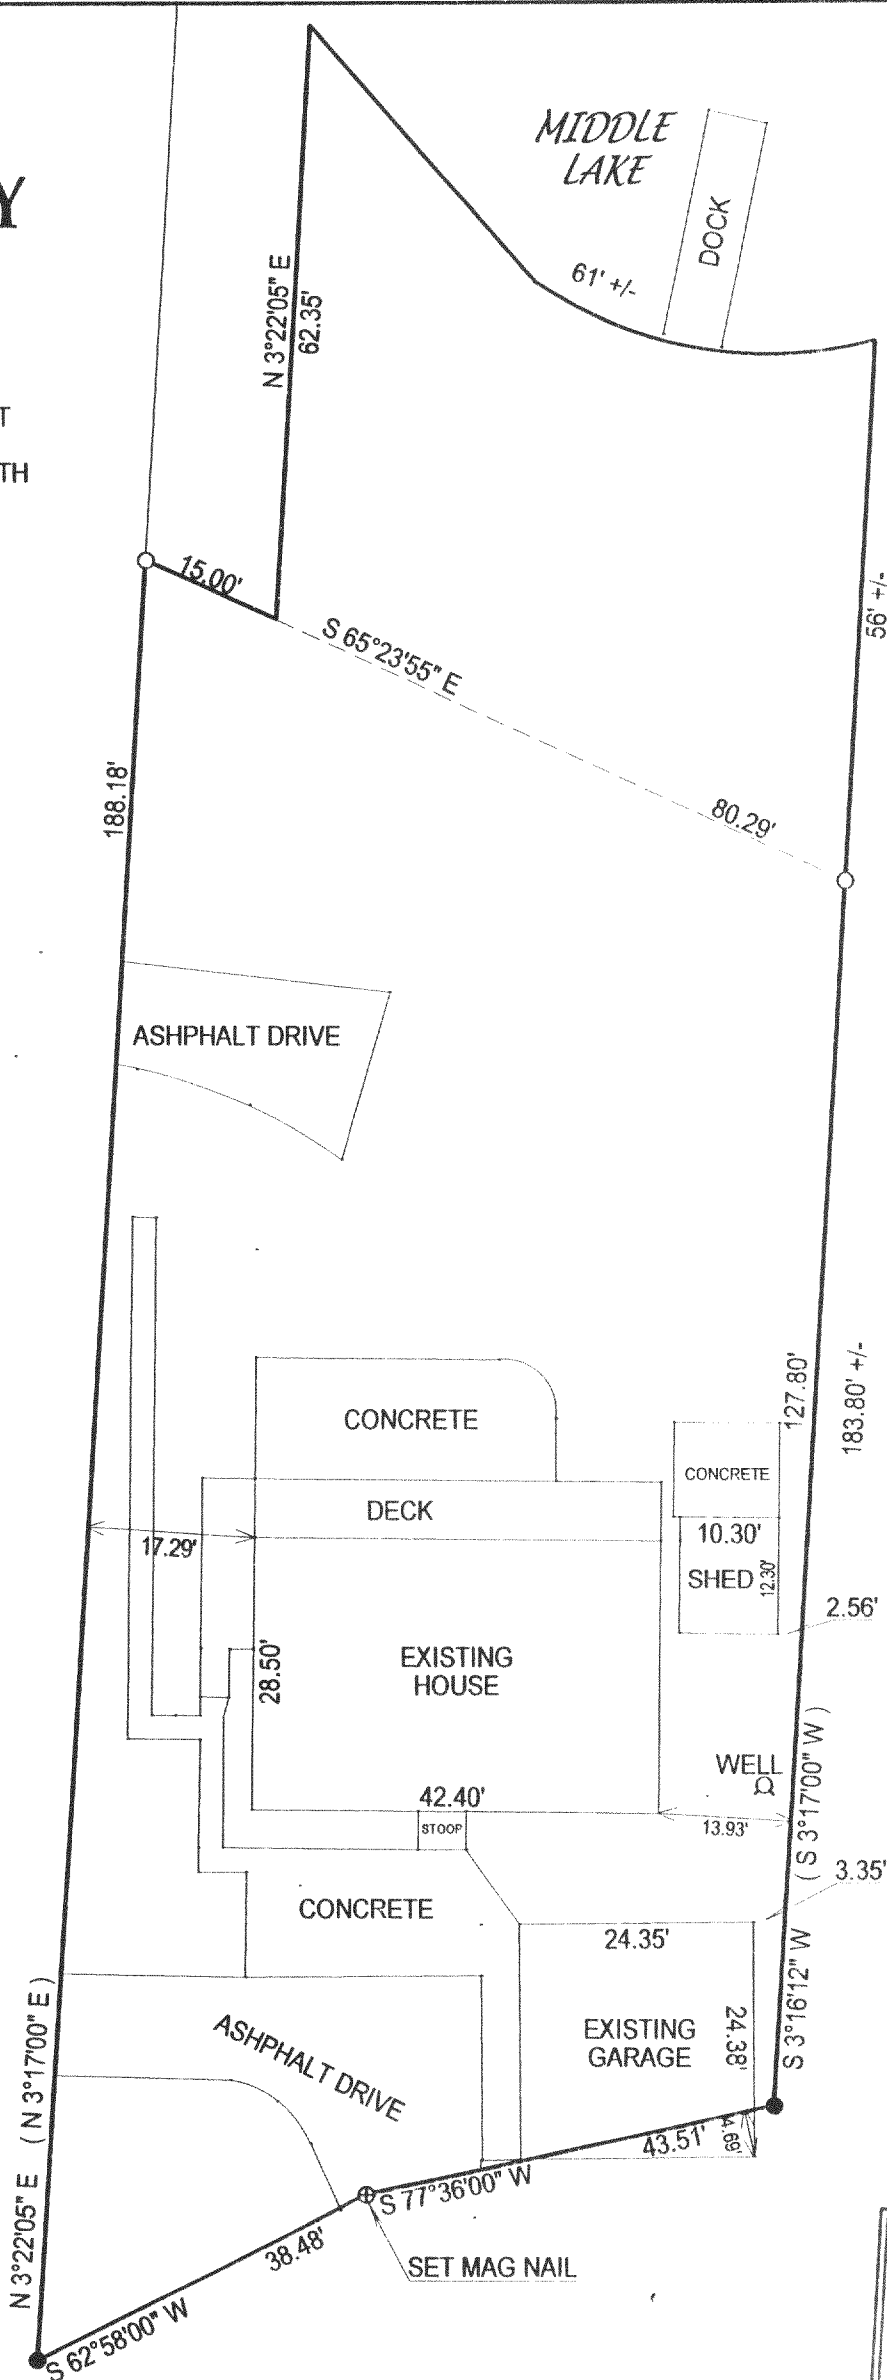 MIDDLE
LAKE
DOCK
Y
61' +/-
N 3°22'05" E
62.35'
T
TH
15.00'
56' +/-
S 65°23'55" E
188.18'
80.29'
ASHPHALT DRIVE
127.80'
183.80' +/-
CONCRETE
CONCRETE
DECK
10.30'
17.29'
SHED
12.30'
2.56'
EXISTING
HOUSE
28.50'
WELL
42.40'
STOOP
13.93'
( S 3°17'00" W )
3.35'
CONCRETE
24.35'
S 3°16'12" W
EXISTING
GARAGE
24.38'
ASHPHALT DRIVE
N 3°22'05" E ( N 3°17'00" E )
43.51'
4.69'
S 77°36'00" W
38.48'
SET MAG NAIL
S 62°58'00" W